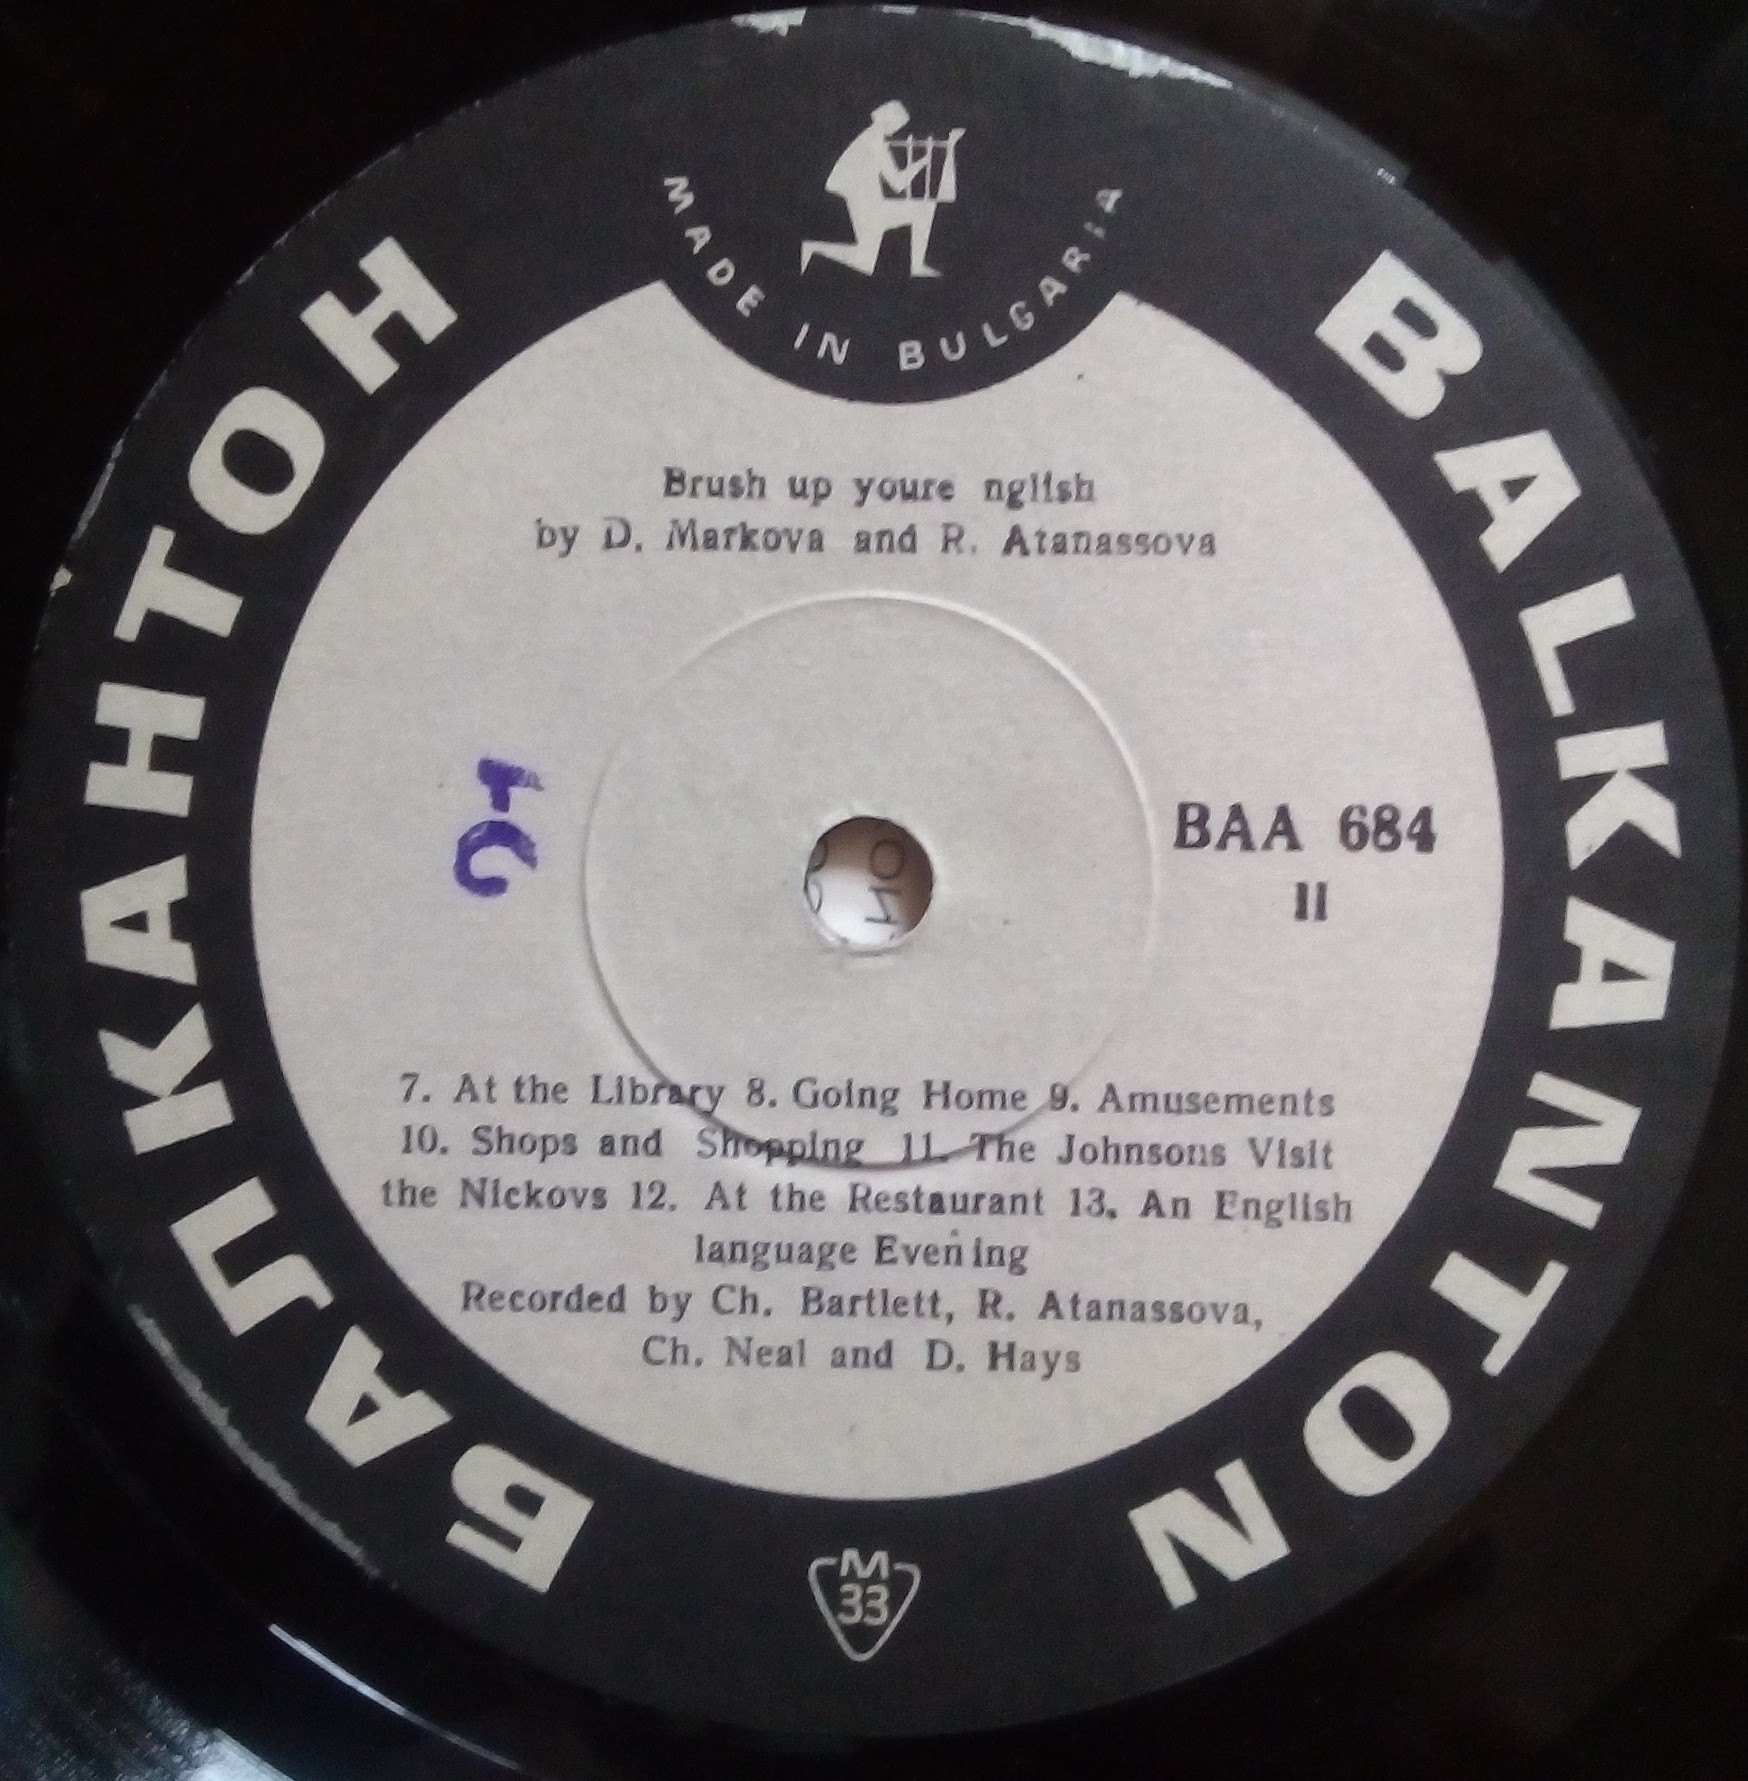 MADE IN BULGARIA
БАЛКАНТОН
BALKANTON
Brush up youre nglish
by D. Markova and R. Atanassova
BAA 684
II
7. At the Library 8. Going Home 9. Amusements
10. Shops and Shopping 11. The Johnsons Visit
the Nickovs 12. At the Restaurant 13. An English
language Evening
Recorded by Ch. Bartlett, R. Atanassova,
Ch. Neal and D. Hays
M
33